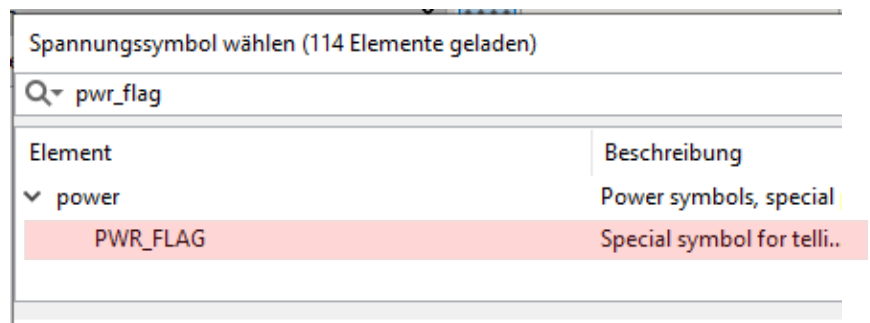 Spannungssymbol wählen (114 Elemente geladen)
pwr_flag
Element Beschreibung
power Power symbols, special
PWR_FLAG Special symbol for telli..